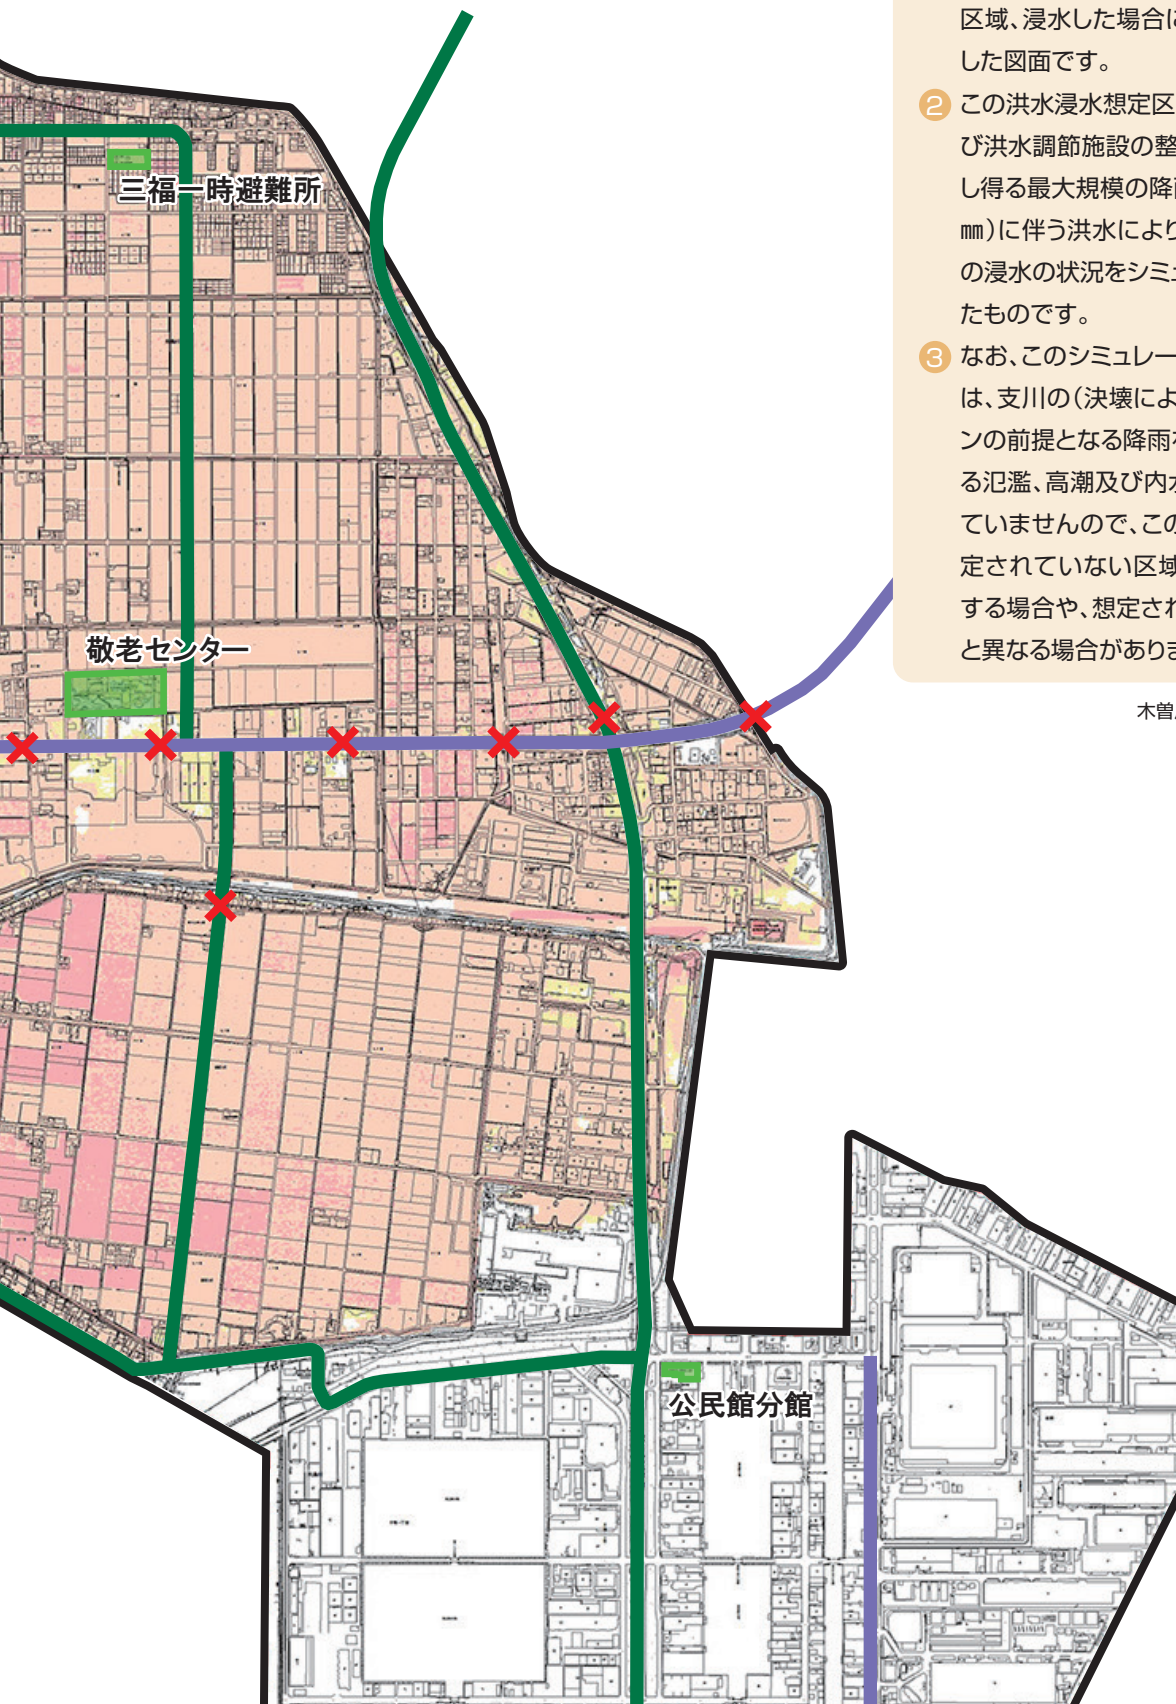 区域、浸水した場合に
した図面です。
② この洪水浸水想定区
び洪水調節施設の整
し得る最大規模の降
㎜）に伴う洪水により
の浸水の状況をシミュ
たものです。
③ なお、このシミュレー
は、支川の（決壊によ
ンの前提となる降雨
る氾濫、高潮及び内
ていませんので、この
定されていない区域
する場合や、想定され
と異なる場合がありま
木曽
三福一時避難所
敬老センター
公民館分館